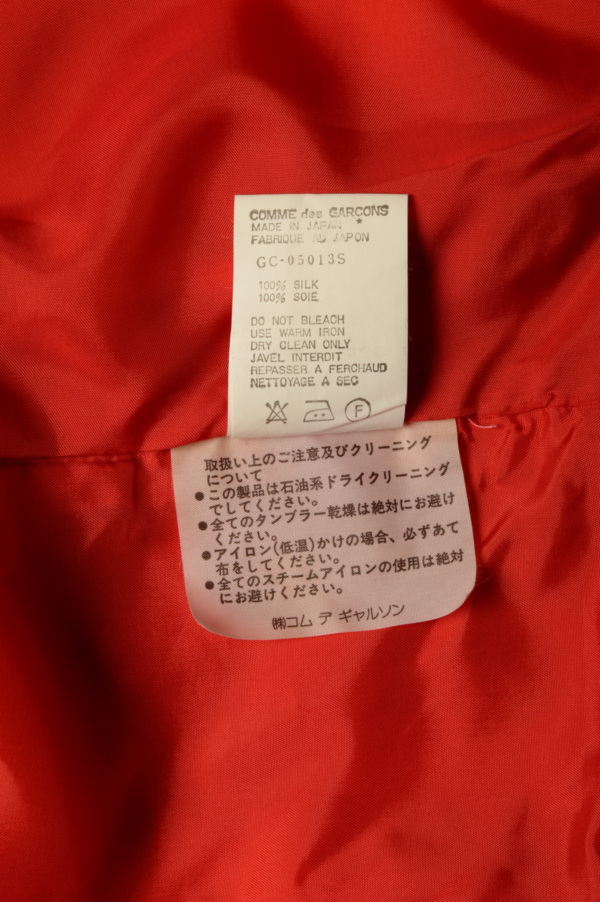 COMME des GARÇONS
MADE IN JAPAN *
FABRIQUE AU JAPON
GC-05013S
100% SILK
100% SOIE
DO NOT BLEACH
USE WARM IRON
DRY CLEAN ONLY
JAVEL INTERDIT
REPASSER A FERCHAUD
NETTOYAGE A SEC
F
取扱い上のご注意及びクリーニング
について
●この製品は石油系ドライクリーニング
でしてください。
●全てのタンブラー乾燥は絶対にお避け
ください。
●アイロン(低温)かけの場合、必ずあて
布をしてください。
●全てのスチームアイロンの使用は絶対
にお避けください。
㈱コム デ ギャルソン